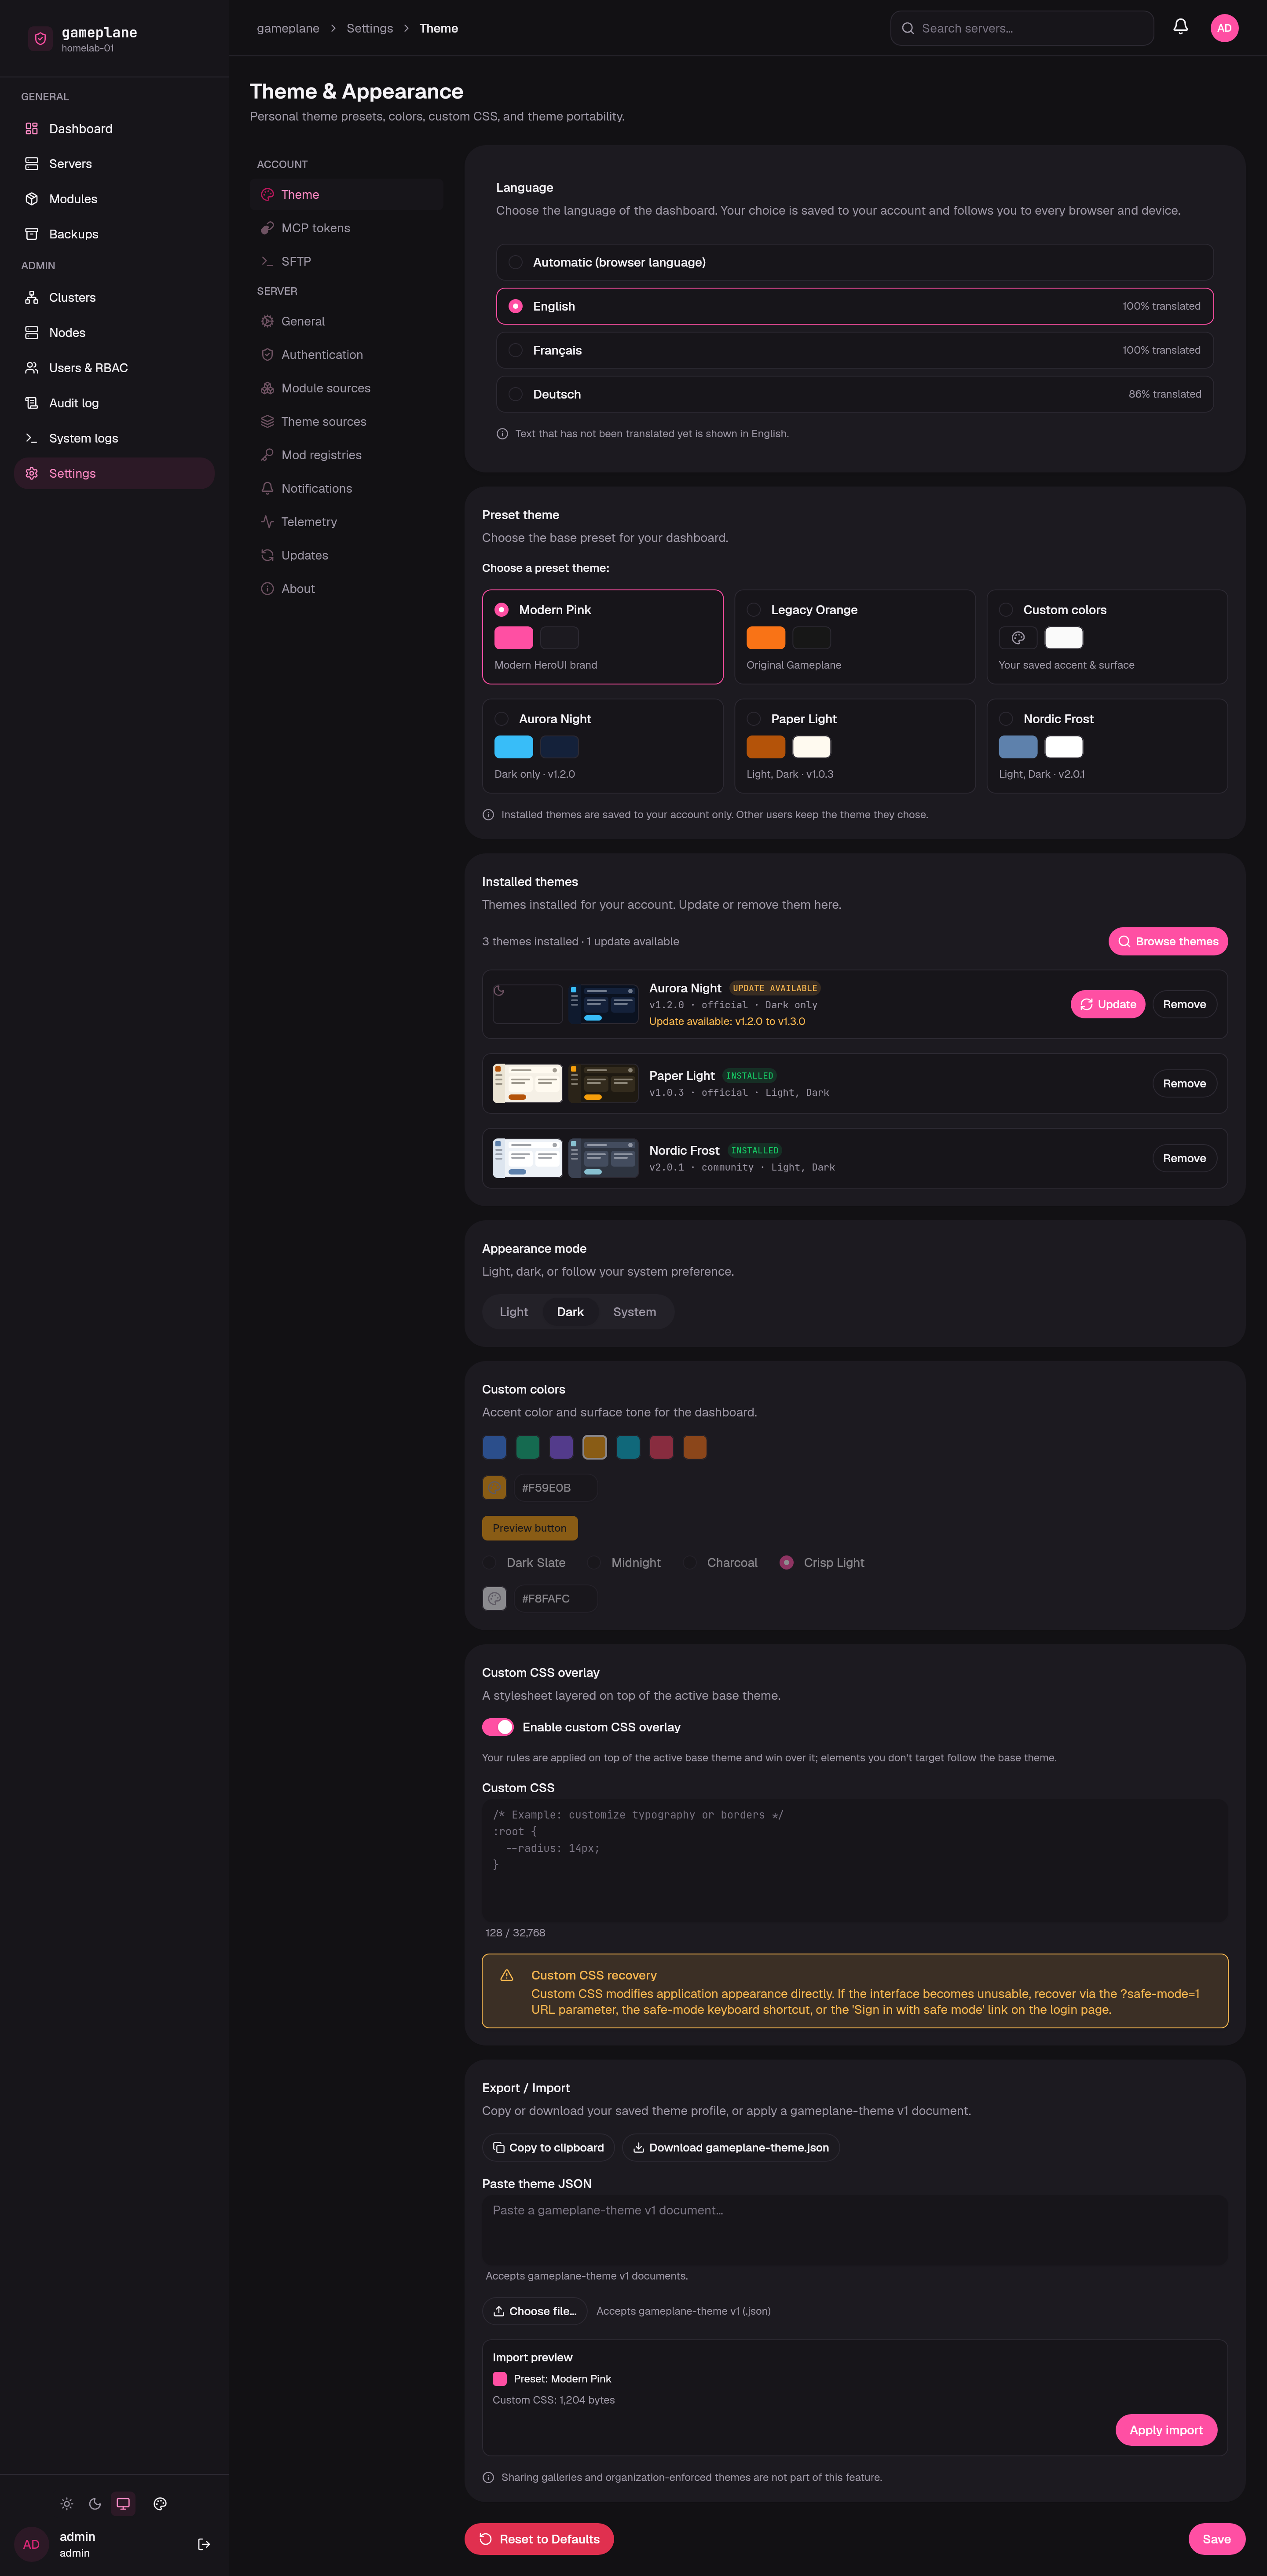 gameplane
homelab-01
GENERAL
Dashboard
Servers
Modules
Backups
ADMIN
Clusters
Nodes
Users & RBAC
Audit log
System logs
Settings
AD
admin
admin
gameplane > Settings > Theme
Search servers...
AD
Theme & Appearance
Personal theme presets, colors, custom CSS, and theme portability.
ACCOUNT
Theme
MCP tokens
SFTP
SERVER
General
Authentication
Module sources
Theme sources
Mod registries
Notifications
Telemetry
Updates
About
Language
Choose the language of the dashboard. Your choice is saved to your account and follows you to every browser and device.
Automatic (browser language)
English 100% translated
Français 100% translated
Deutsch 86% translated
Text that has not been translated yet is shown in English.
Preset theme
Choose the base preset for your dashboard.
Choose a preset theme:
Modern Pink
Modern HeroUI brand
Legacy Orange
Original Gameplane
Custom colors
Your saved accent & surface
Aurora Night
Dark only · v1.2.0
Paper Light
Light, Dark · v1.0.3
Nordic Frost
Light, Dark · v2.0.1
Installed themes are saved to your account only. Other users keep the theme they chose.
Installed themes
Themes installed for your account. Update or remove them here.
3 themes installed · 1 update available
Browse themes
Aurora Night UPDATE AVAILABLE
v1.2.0 · official · Dark only
Update available: v1.2.0 to v1.3.0
Update
Remove
Paper Light INSTALLED
v1.0.3 · official · Light, Dark
Remove
Nordic Frost INSTALLED
v2.0.1 · community · Light, Dark
Remove
Appearance mode
Light, dark, or follow your system preference.
Light Dark System
Custom colors
Accent color and surface tone for the dashboard.
#F59E0B
Preview button
Dark Slate Midnight Charcoal Crisp Light
#F8FAFC
Custom CSS overlay
A stylesheet layered on top of the active base theme.
Enable custom CSS overlay
Your rules are applied on top of the active base theme and win over it; elements you don't target follow the base theme.
Custom CSS
/* Example: customize typography or borders */
:root {
--radius: 14px;
}
128 / 32,768
Custom CSS recovery
Custom CSS modifies application appearance directly. If the interface becomes unusable, recover via the ?safe-mode=1
URL parameter, the safe-mode keyboard shortcut, or the 'Sign in with safe mode' link on the login page.
Export / Import
Copy or download your saved theme profile, or apply a gameplane-theme v1 document.
Copy to clipboard
Download gameplane-theme.json
Paste theme JSON
Paste a gameplane-theme v1 document...
Accepts gameplane-theme v1 documents.
Choose file...
Accepts gameplane-theme v1 (.json)
Import preview
Preset: Modern Pink
Custom CSS: 1,204 bytes
Apply import
Sharing galleries and organization-enforced themes are not part of this feature.
Reset to Defaults
Save